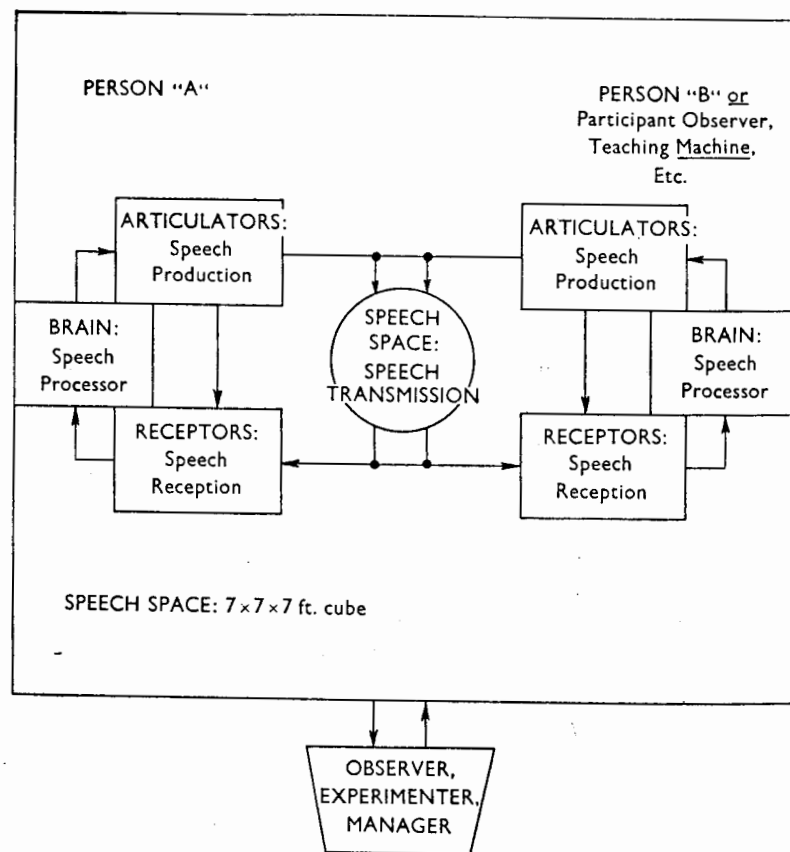 PERSON "A"
PERSON "B" or
Participant Observer,
Teaching Machine,
Etc.
ARTICULATORS:
Speech
Production
ARTICULATORS:
Speech
Production
BRAIN:
Speech
Processor
SPEECH
SPACE:
SPEECH
TRANSMISSION
BRAIN:
Speech
Processor
RECEPTORS:
Speech
Reception
RECEPTORS:
Speech
Reception
SPEECH SPACE: 7×7×7 ft. cube
OBSERVER,
EXPERIMENTER,
MANAGER